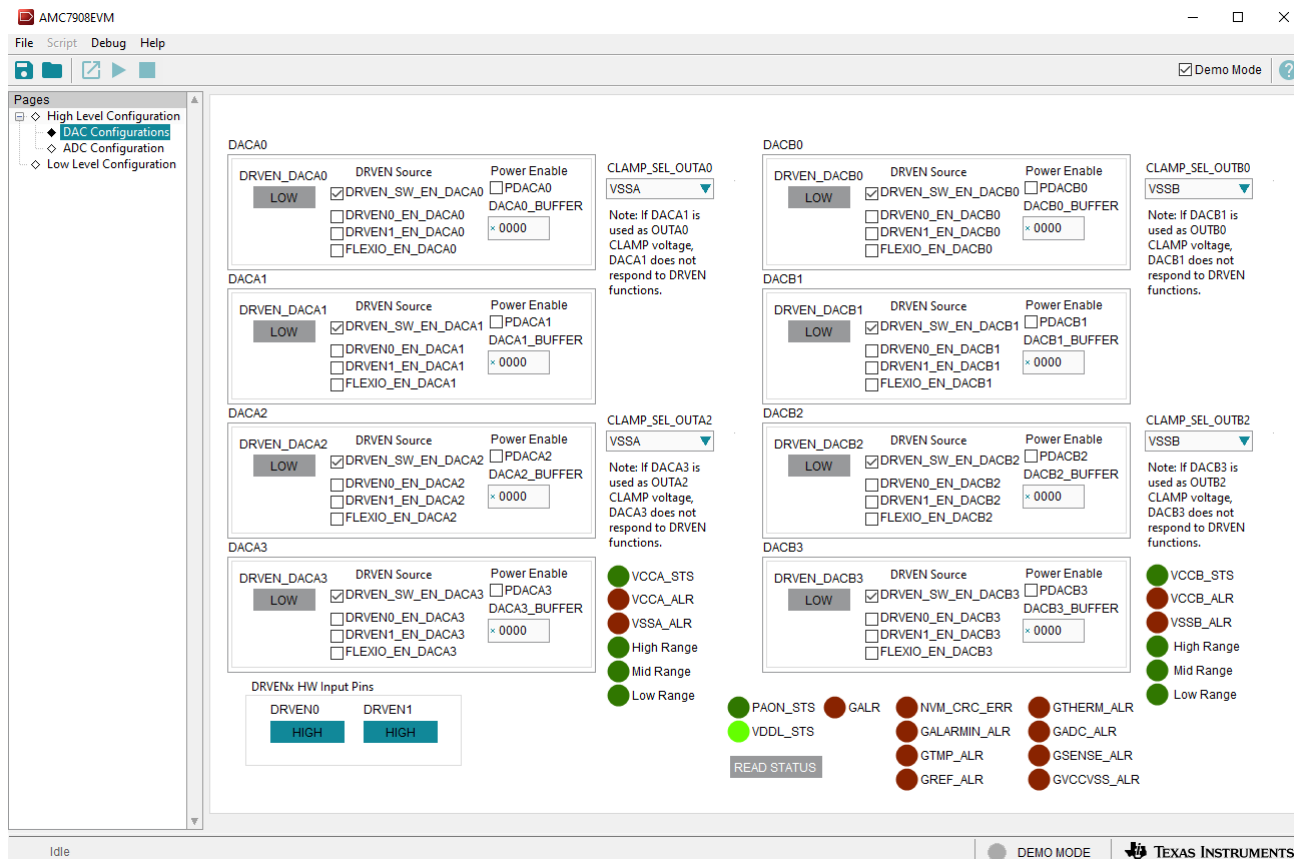 AMC7908EVM
File Script Debug Help
Demo Mode
Pages
High Level Configuration
DAC Configurations
ADC Configuration
Low Level Configuration
DACA0
DRVEN_DACA0
LOW
DRVEN Source
DRVEN_SW_EN_DACA0
DRVEN0_EN_DACA0
DRVEN1_EN_DACA0
FLEXIO_EN_DACA0
Power Enable
PDACA0
DACA0_BUFFER
× 0000
CLAMP_SEL_OUTA0
VSSA
Note: If DACA1 is
used as OUTA0
CLAMP voltage,
DACA1 does not
respond to DRVEN
functions.
DACA1
DRVEN_DACA1
LOW
DRVEN Source
DRVEN_SW_EN_DACA1
DRVEN0_EN_DACA1
DRVEN1_EN_DACA1
FLEXIO_EN_DACA1
Power Enable
PDACA1
DACA1_BUFFER
× 0000
DACA2
DRVEN_DACA2
LOW
DRVEN Source
DRVEN_SW_EN_DACA2
DRVEN0_EN_DACA2
DRVEN1_EN_DACA2
FLEXIO_EN_DACA2
Power Enable
PDACA2
DACA2_BUFFER
× 0000
CLAMP_SEL_OUTA2
VSSA
Note: If DACA3 is
used as OUTA2
CLAMP voltage,
DACA3 does not
respond to DRVEN
functions.
DACA3
DRVEN_DACA3
LOW
DRVEN Source
DRVEN_SW_EN_DACA3
DRVEN0_EN_DACA3
DRVEN1_EN_DACA3
FLEXIO_EN_DACA3
Power Enable
PDACA3
DACA3_BUFFER
× 0000
VCCA_STS
VCCA_ALR
VSSA_ALR
High Range
Mid Range
Low Range
DACB0
DRVEN_DACB0
LOW
DRVEN Source
DRVEN_SW_EN_DACB0
DRVEN0_EN_DACB0
DRVEN1_EN_DACB0
FLEXIO_EN_DACB0
Power Enable
PDACB0
DACB0_BUFFER
× 0000
CLAMP_SEL_OUTB0
VSSB
Note: If DACB1 is
used as OUTB0
CLAMP voltage,
DACB1 does not
respond to DRVEN
functions.
DACB1
DRVEN_DACB1
LOW
DRVEN Source
DRVEN_SW_EN_DACB1
DRVEN0_EN_DACB1
DRVEN1_EN_DACB1
FLEXIO_EN_DACB1
Power Enable
PDACB1
DACB1_BUFFER
× 0000
DACB2
DRVEN_DACB2
LOW
DRVEN Source
DRVEN_SW_EN_DACB2
DRVEN0_EN_DACB2
DRVEN1_EN_DACB2
FLEXIO_EN_DACB2
Power Enable
PDACB2
DACB2_BUFFER
× 0000
CLAMP_SEL_OUTB2
VSSB
Note: If DACB3 is
used as OUTB2
CLAMP voltage,
DACB3 does not
respond to DRVEN
functions.
DACB3
DRVEN_DACB3
LOW
DRVEN Source
DRVEN_SW_EN_DACB3
DRVEN0_EN_DACB3
DRVEN1_EN_DACB3
FLEXIO_EN_DACB3
Power Enable
PDACB3
DACB3_BUFFER
× 0000
VCCB_STS
VCCB_ALR
VSSB_ALR
High Range
Mid Range
Low Range
DRVENx HW Input Pins
DRVEN0 DRVEN1
HIGH HIGH
PAON_STS GALR NVM_CRC_ERR GTHERM_ALR
VDDL_STS GALARMIN_ALR GADC_ALR
READ STATUS GTMP_ALR GSENSE_ALR
GREF_ALR GVCCVSS_ALR
Idle DEMO MODE TEXAS INSTRUMENTS